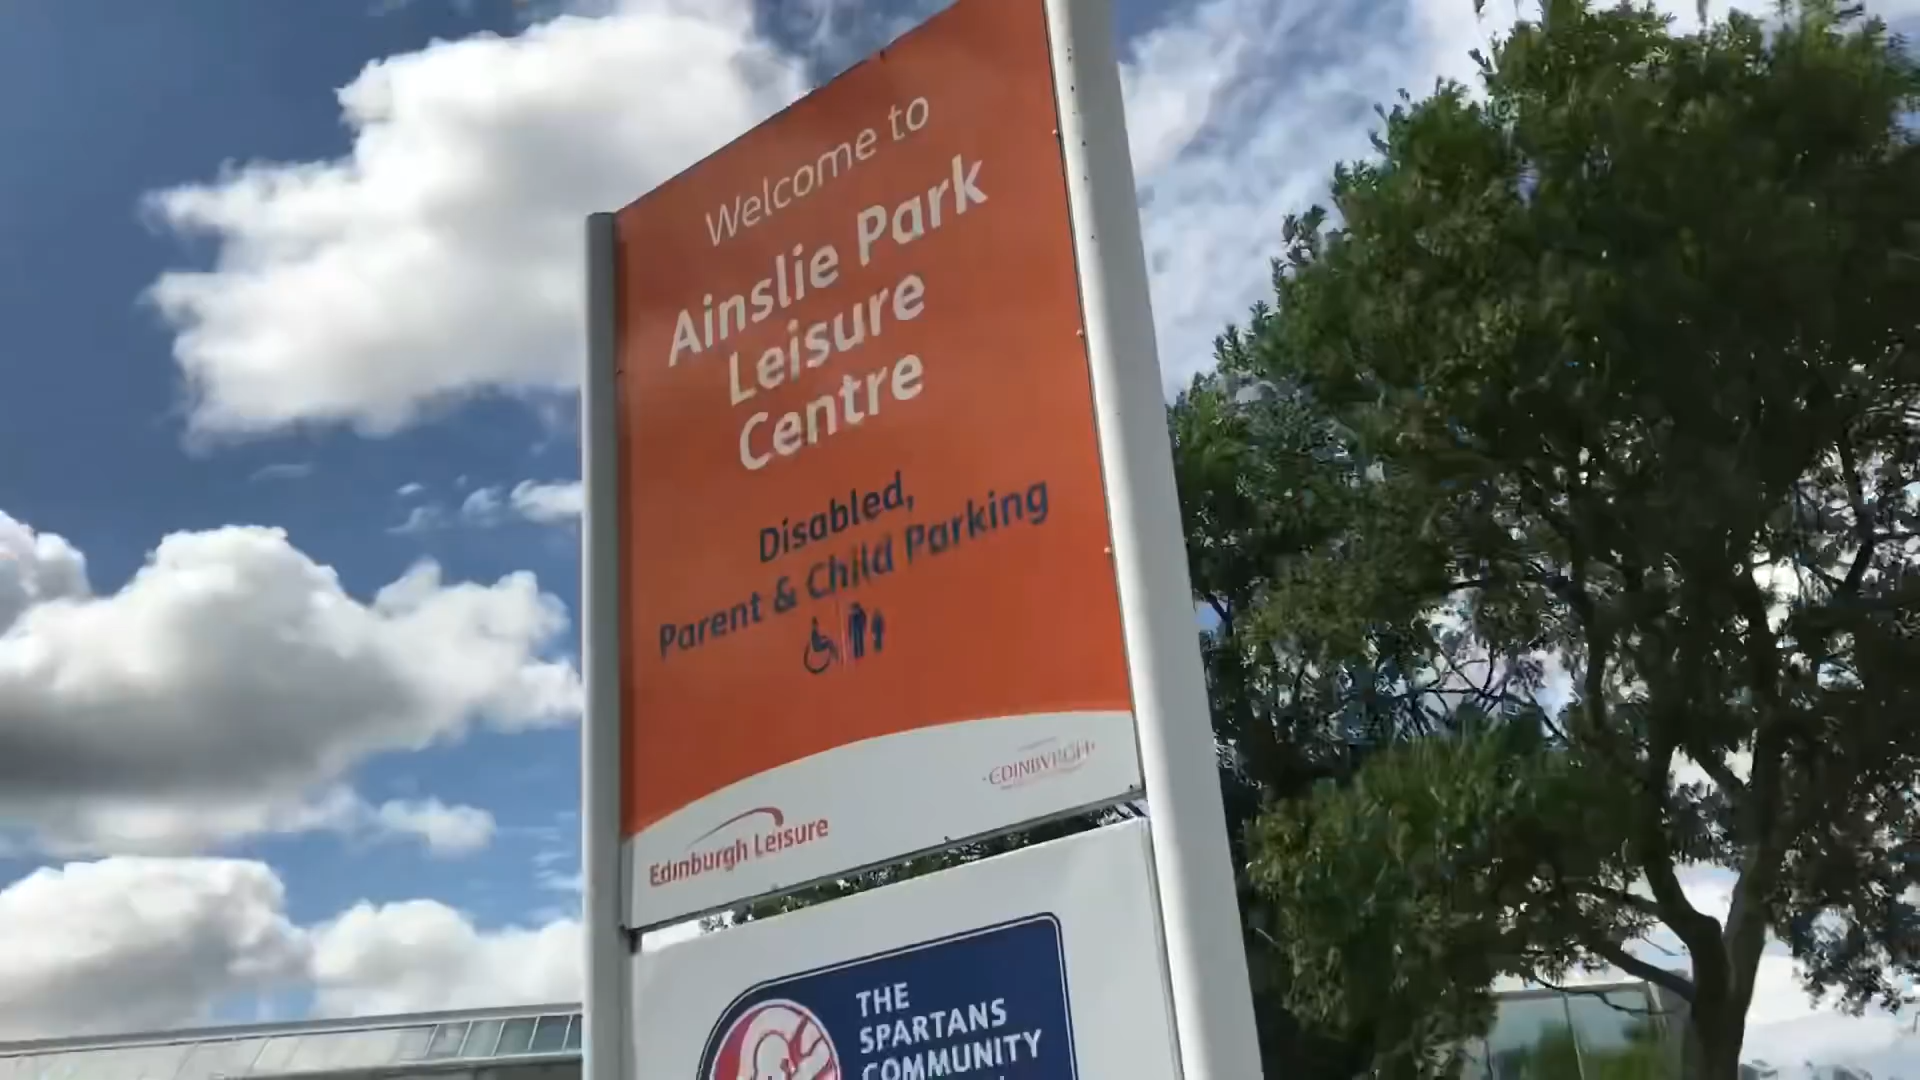 Welcome to
Ainslie Park
Leisure
Centre
Disabled,
Parent & Child Parking
Edinburgh Leisure
·EDINBVRGH·
THE
SPARTANS
COMMUNITY